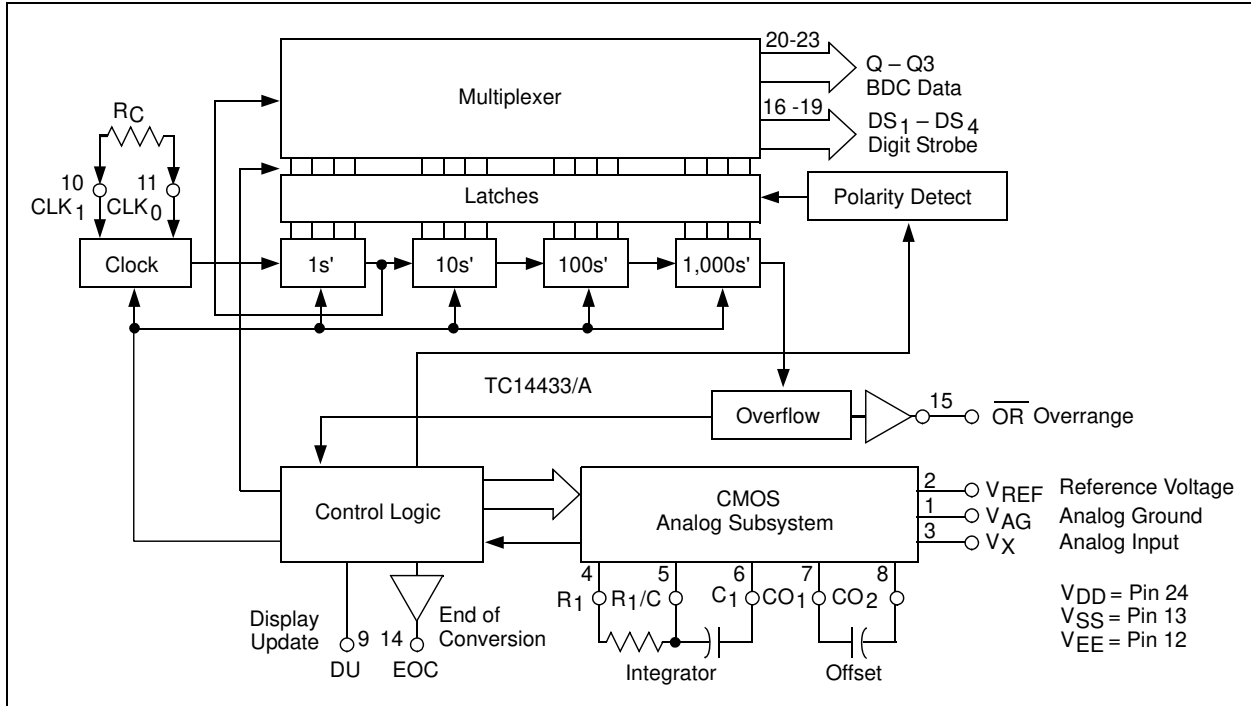 20-23
Q – Q3
BDC Data
Multiplexer
16 -19
DS1 – DS4
Digit Strobe
RC
10
11
CLK1
CLK0
Latches
Polarity Detect
Clock
1s'
10s'
100s'
1,000s'
TC14433/A
Overflow
15
OR Overrange
Control Logic
CMOS
Analog Subsystem
2
VREF Reference Voltage
1
VAG Analog Ground
3
VX Analog Input
4
5
6
7
8
R1
R1/C
C1
CO1
CO2
VDD = Pin 24
VSS = Pin 13
VEE = Pin 12
Display
Update
9
14
End of
Conversion
DU
EOC
Integrator
Offset